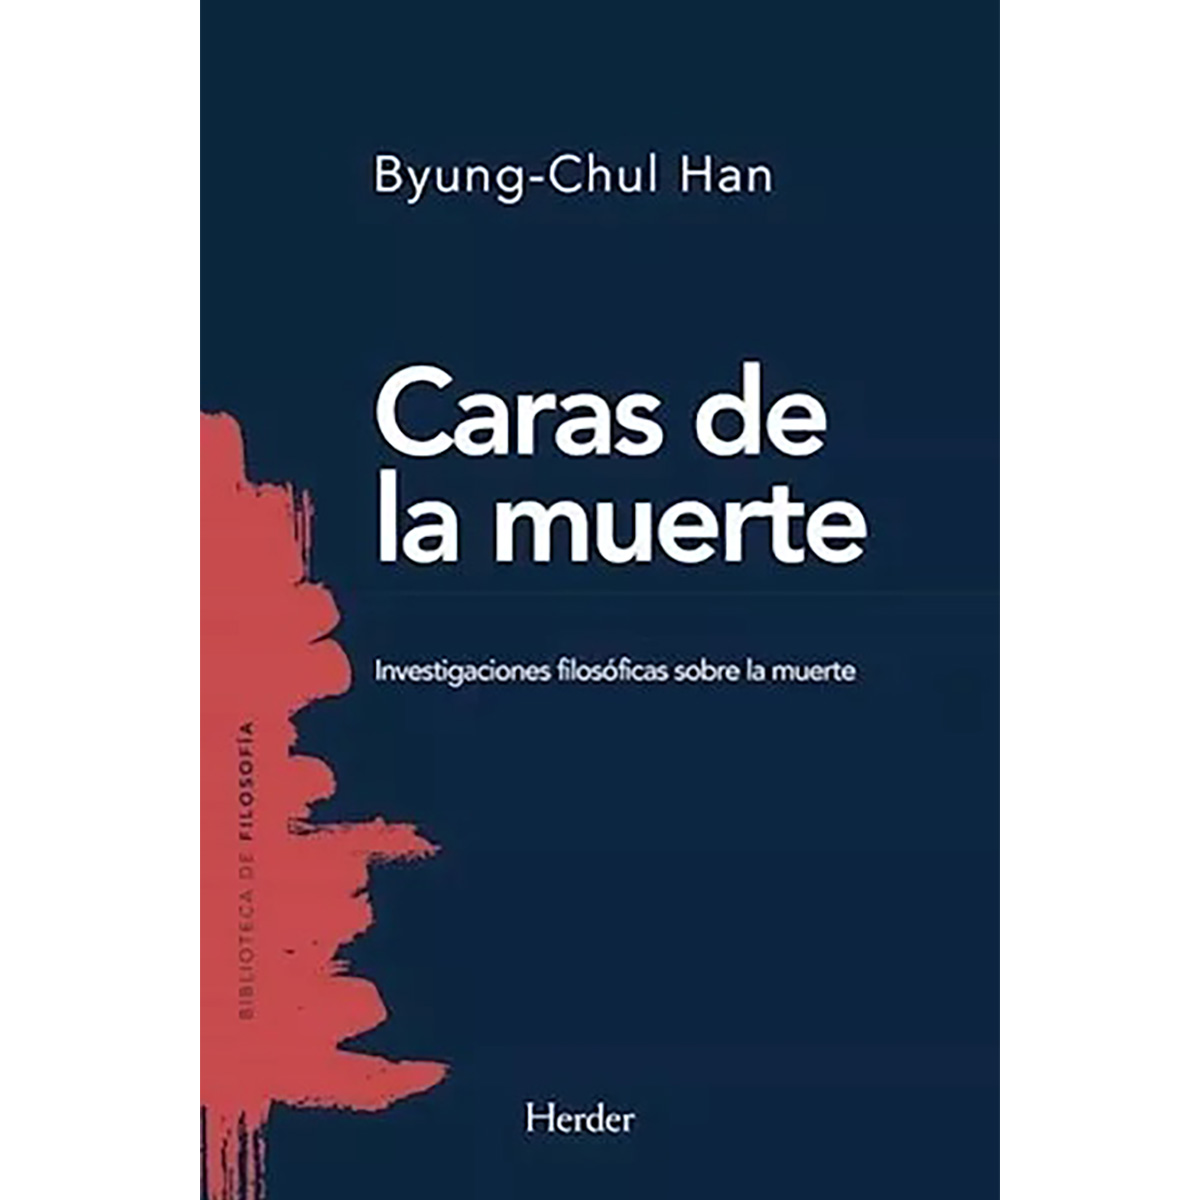 Byung-Chul Han
Caras de
la muerte
Investigaciones filosóficas sobre la muerte
BIBLIOTECA DE FILOSOFÍA
Herder